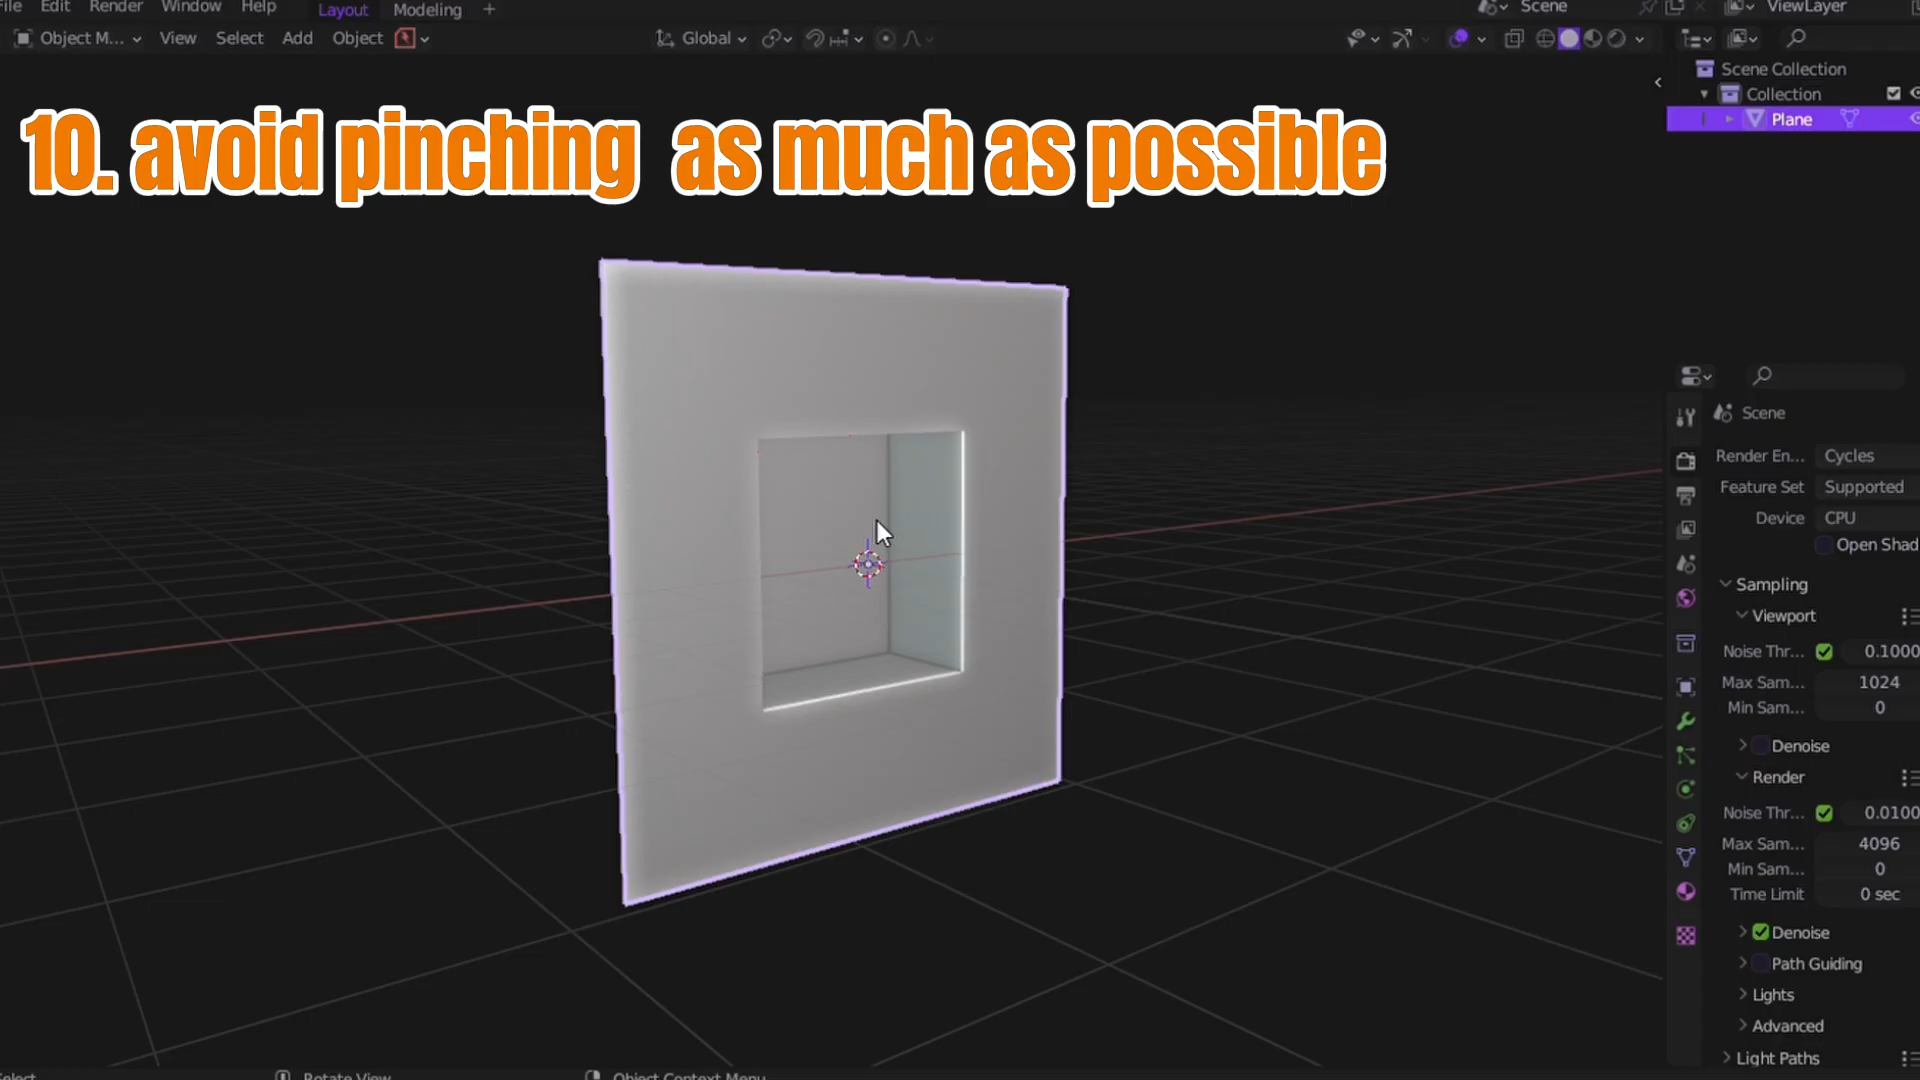 File Edit Render Window Help Layout Modeling + Scene ViewLayer
Object M... View Select Add Object Global
10. avoid pinching as much as possible
Scene Collection
Collection
Plane
Scene
Render En... Cycles
Feature Set Supported
Device CPU
Open Shad
Sampling
Viewport
Noise Thr... 0.1000
Max Sam... 1024
Min Sam... 0
Denoise
Render
Noise Thr... 0.0100
Max Sam... 4096
Min Sam... 0
Time Limit 0 sec
Denoise
Path Guiding
Lights
Advanced
Light Paths
Select Rotate View Object Context Menu